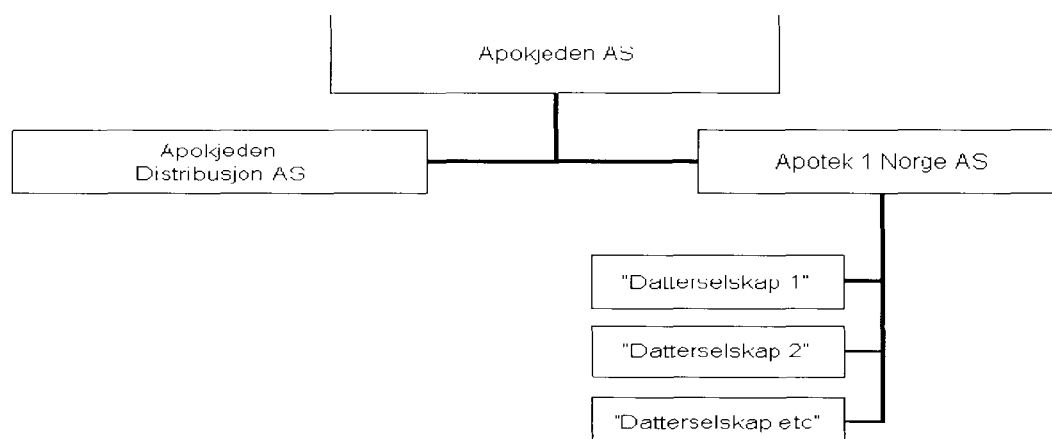 Apokjeden AS
Apokjeden
Distribusjon AS
Apotek 1 Norge AS
"Datterselskap 1"
"Datterselskap 2"
"Datterselskap etc"